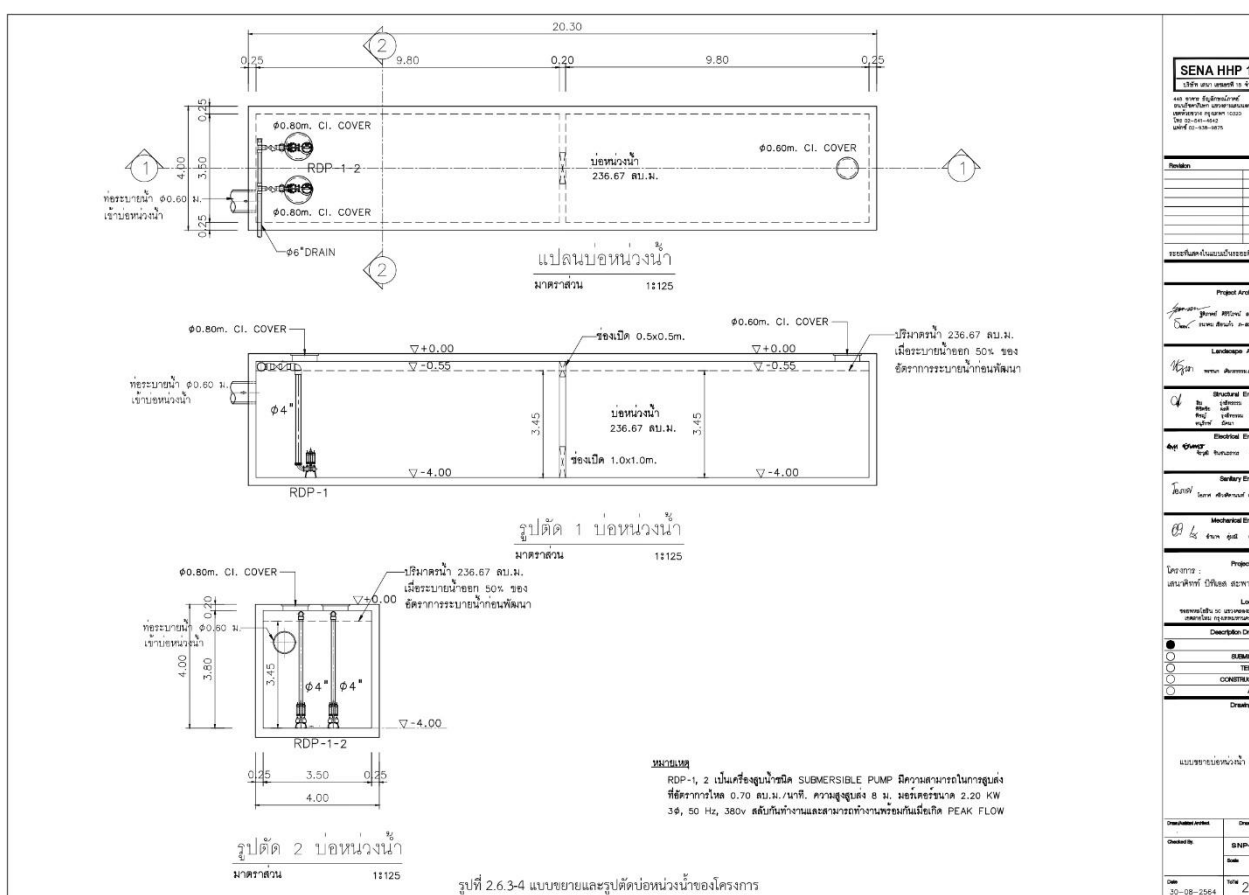 20.30
2
0.25
9.80
0.20
9.80
0.25
0.25
4.00
3.50
0.25
1
1
φ0.80m. CI. COVER
RDP-1-2
φ0.80m. CI. COVER
ท่อระบายน้ำ φ0.60 ม.
เข้าบ่อหน่วงน้ำ
φ6"DRAIN
บ่อหน่วงน้ำ
236.67 ลบ.ม.
φ0.60m. CI. COVER
2
แปลนบ่อหน่วงน้ำ
มาตราส่วน 1:125
φ0.80m. CI. COVER
ช่องเปิด 0.5x0.5m.
φ0.60m. CI. COVER
ปริมาตรน้ำ 236.67 ลบ.ม.
เมื่อระบายน้ำออก 50% ของ
อัตราการระบายน้ำก่อนพัฒนา
+0.00
-0.55
+0.00
-0.55
ท่อระบายน้ำ φ0.60 ม.
เข้าบ่อหน่วงน้ำ
φ4"
3.45
บ่อหน่วงน้ำ
236.67 ลบ.ม.
3.45
ช่องเปิด 1.0x1.0m.
-4.00
-4.00
RDP-1
รูปตัด 1 บ่อหน่วงน้ำ
มาตราส่วน 1:125
φ0.80m. CI. COVER
ปริมาตรน้ำ 236.67 ลบ.ม.
เมื่อระบายน้ำออก 50% ของ
อัตราการระบายน้ำก่อนพัฒนา
+0.00
0.20
ท่อระบายน้ำ φ0.60 ม.
เข้าบ่อหน่วงน้ำ
4.00
3.80
3.45
φ4"
φ4"
-4.00
RDP-1-2
0.25
3.50
0.25
4.00
รูปตัด 2 บ่อหน่วงน้ำ
มาตราส่วน 1:125
หมายเหตุ
RDP-1, 2 เป็นเครื่องสูบน้ำชนิด SUBMERSIBLE PUMP มีความสามารถในการสูบส่ง
ที่อัตราการไหล 0.70 ลบ.ม./นาที. ความสูงสูบส่ง 8 ม. มอร์เตอร์ขนาด 2.20 KW
3φ, 50 Hz, 380v สลับกันทำงานและสามารถทำงานพร้อมกันเมื่อเกิด PEAK FLOW
รูปที่ 2.6.3-4 แบบขยายและรูปตัดบ่อหน่วงน้ำของโครงการ
SENA HHP 1
Revision
Project Arc
Landscape A
Structural En
Electrical En
Sanitary En
Mechanical En
Projec
โครงการ :
Lo
Description Dr
SUBM
TE
CONSTRU
Drawin
แบบขยายบ่อหน่วงน้ำ
Checked By.
SNP-
Scale
Date
30-08-2564
Total
2